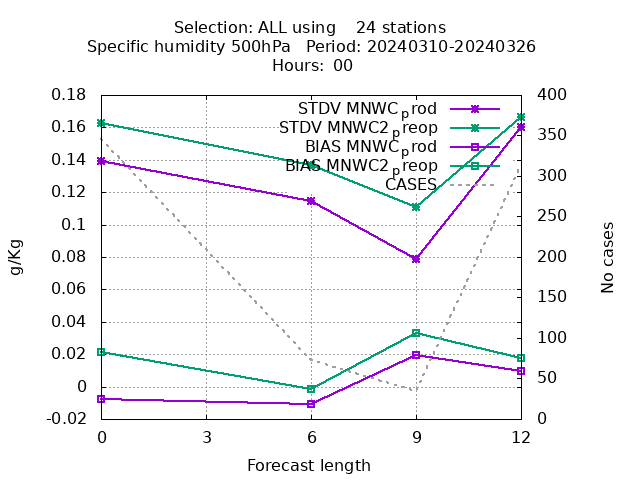 Selection: ALL using    24 stations
Specific humidity 500hPa   Period: 20240310-20240326
Hours:  00
STDV MNWC_prod
STDV MNWC2_preop
BIAS MNWC_prod
BIAS MNWC2_preop
CASES
0.18
0.16
0.14
0.12
0.1
0.08
0.06
0.04
0.02
0
-0.02
400
350
300
250
200
150
100
50
0
g/Kg
No cases
0 3 6 9 12
Forecast length